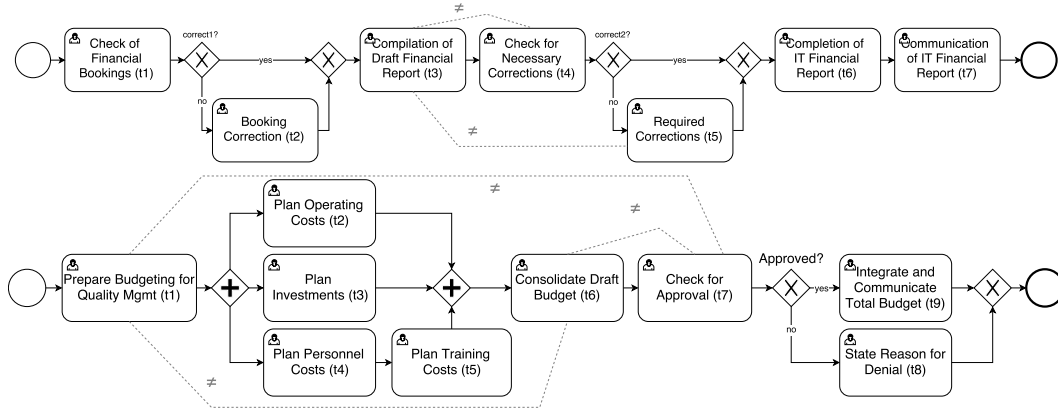 ≠
Check of
Financial
Bookings (t1)
correct1?
yes
no
Booking
Correction (t2)
Compilation of
Draft Financial
Report (t3)
Check for
Necessary
Corrections (t4)
correct2?
yes
no
≠
Required
Corrections (t5)
Completion of
IT Financial
Report (t6)
Communication
of IT Financial
Report (t7)
≠
≠
Prepare Budgeting for
Quality Mgmt (t1)
Plan Operating
Costs (t2)
Plan
Investments (t3)
Plan Personnel
Costs (t4)
Plan Training
Costs (t5)
≠
Consolidate Draft
Budget (t6)
Check for
Approval (t7)
Approved?
yes
no
Integrate and
Communicate
Total Budget (t9)
State Reason for
Denial (t8)